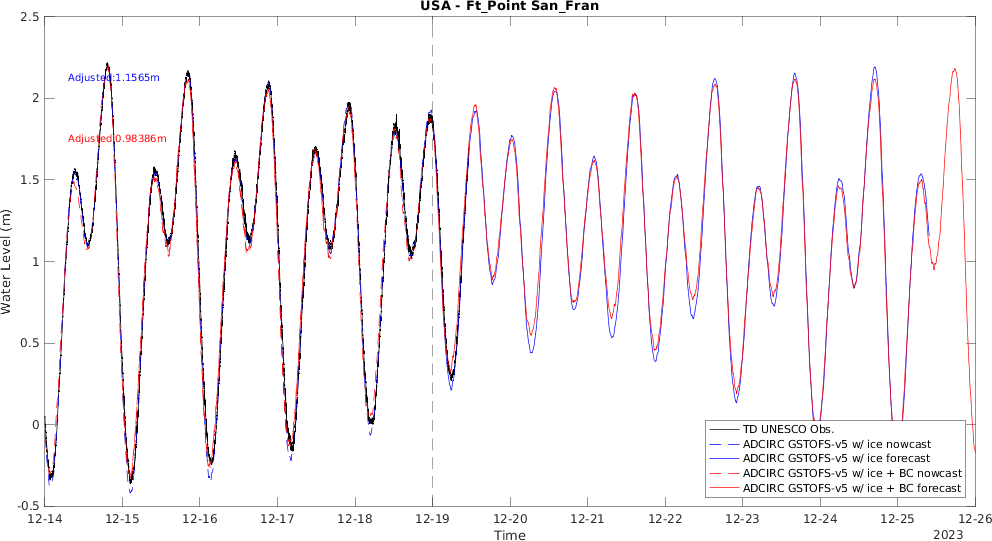 USA - Ft_Point San_Fran
Adjusted:1.1565m
Adjusted:0.98386m
Water Level (m)
2.5
2
1.5
1
0.5
0
-0.5
12-14
12-15
12-16
12-17
12-18
12-19
12-20
12-21
12-22
12-23
12-24
12-25
12-26
Time
2023
TD UNESCO Obs.
ADCIRC GSTOFS-v5 w/ ice nowcast
ADCIRC GSTOFS-v5 w/ ice forecast
ADCIRC GSTOFS-v5 w/ ice + BC nowcast
ADCIRC GSTOFS-v5 w/ ice + BC forecast